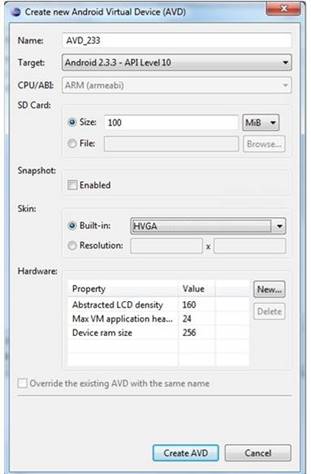 Create new Android Virtual Device (AVD)
Name: AVD_233
Target: Android 2.3.3 - API Level 10
CPU/ABI: ARM (armeabi)
SD Card:
Size: 100 MiB
File: Browse...
Snapshot:
Enabled
Skin:
Built-in: HVGA
Resolution: x
Hardware:
Property Value New...
Abstracted LCD density 160 Delete
Max VM application hea... 24
Device ram size 256
Override the existing AVD with the same name
Create AVD Cancel